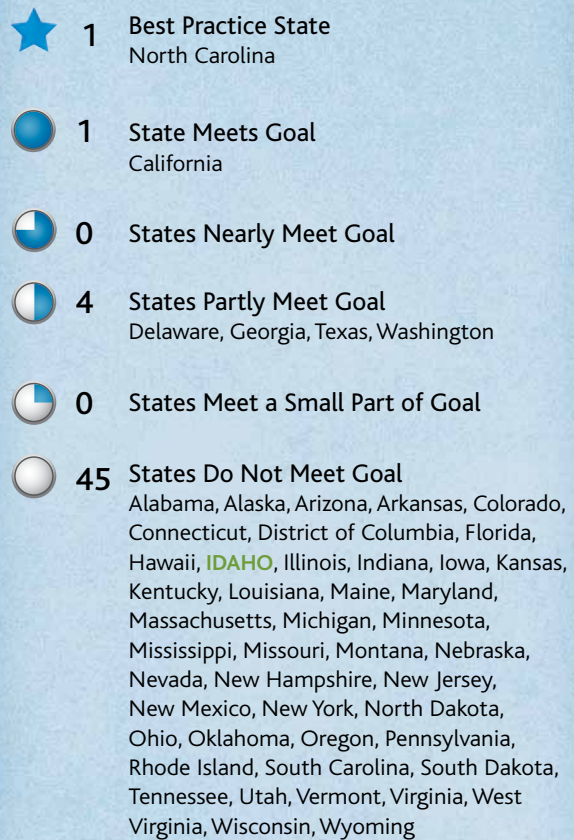 1 Best Practice State
North Carolina
1 State Meets Goal
California
0 States Nearly Meet Goal
4 States Partly Meet Goal
Delaware, Georgia, Texas, Washington
0 States Meet a Small Part of Goal
45 States Do Not Meet Goal
Alabama, Alaska, Arizona, Arkansas, Colorado,
Connecticut, District of Columbia, Florida,
Hawaii, IDAHO, Illinois, Indiana, Iowa, Kansas,
Kentucky, Louisiana, Maine, Maryland,
Massachusetts, Michigan, Minnesota,
Mississippi, Missouri, Montana, Nebraska,
Nevada, New Hampshire, New Jersey,
New Mexico, New York, North Dakota,
Ohio, Oklahoma, Oregon, Pennsylvania,
Rhode Island, South Carolina, South Dakota,
Tennessee, Utah, Vermont, Virginia, West
Virginia, Wisconsin, Wyoming